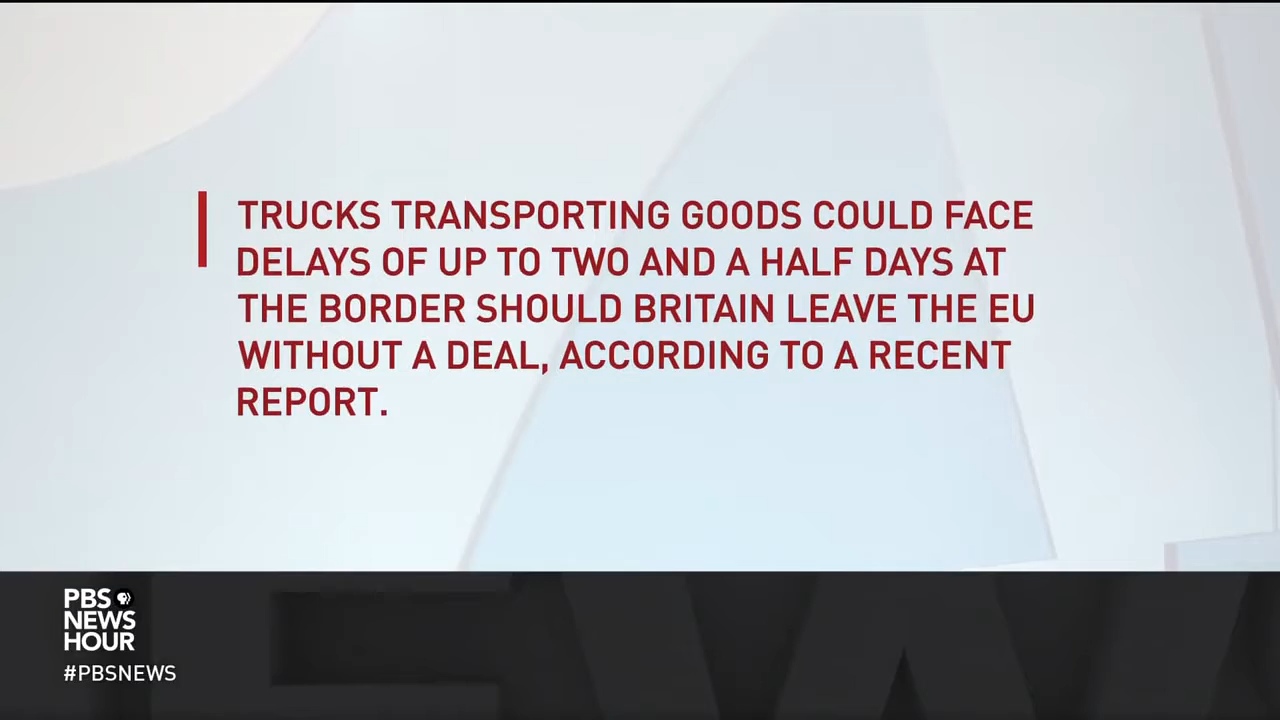 TRUCKS TRANSPORTING GOODS COULD FACE
DELAYS OF UP TO TWO AND A HALF DAYS AT
THE BORDER SHOULD BRITAIN LEAVE THE EU
WITHOUT A DEAL, ACCORDING TO A RECENT
REPORT.
PBS
NEWS
HOUR
#PBSNEWS